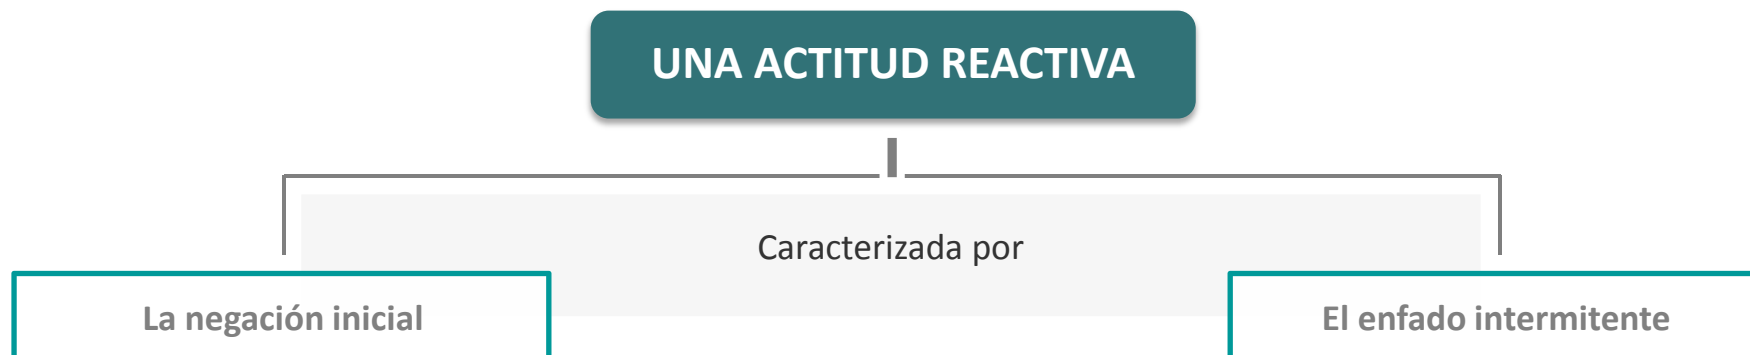 UNA ACTITUD REACTIVA
Caracterizada por
La negación inicial
El enfado intermitente